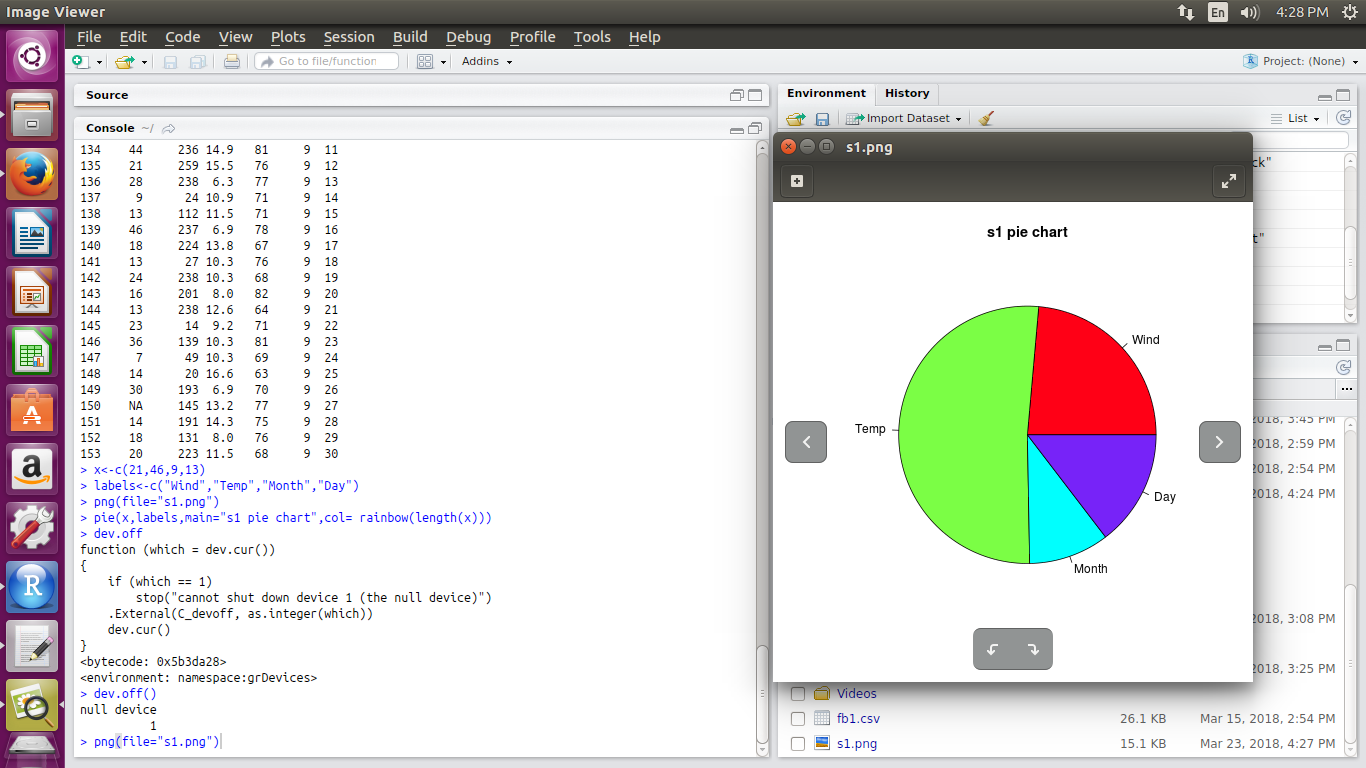 Image Viewer
En
4:28 PM
File Edit Code View Plots Session Build Debug Profile Tools Help
Go to file/function
Addins
Project: (None)
Source
Console ~/
134 44 236 14.9 81 9 11
135 21 259 15.5 76 9 12
136 28 238 6.3 77 9 13
137 9 24 10.9 71 9 14
138 13 112 11.5 71 9 15
139 46 237 6.9 78 9 16
140 18 224 13.8 67 9 17
141 13 27 10.3 76 9 18
142 24 238 10.3 68 9 19
143 16 201 8.0 82 9 20
144 13 238 12.6 64 9 21
145 23 14 9.2 71 9 22
146 36 139 10.3 81 9 23
147 7 49 10.3 69 9 24
148 14 20 16.6 63 9 25
149 30 193 6.9 70 9 26
150 NA 145 13.2 77 9 27
151 14 191 14.3 75 9 28
152 18 131 8.0 76 9 29
153 20 223 11.5 68 9 30
> x<-c(21,46,9,13)
> labels<-c("Wind","Temp","Month","Day")
> png(file="s1.png")
> pie(x,labels,main="s1 pie chart",col= rainbow(length(x)))
> dev.off
function (which = dev.cur())
{
if (which == 1)
stop("cannot shut down device 1 (the null device)")
.External(C_devoff, as.integer(which))
dev.cur()
}
<bytecode: 0x5b3da28>
<environment: namespace:grDevices>
> dev.off()
null device
1
> png(file="s1.png")
Environment History
Import Dataset
List
ck"
t"
s1.png
s1 pie chart
Wind
Temp
Day
Month
2018, 3:45 PM
2018, 2:59 PM
2018, 2:54 PM
2018, 4:24 PM
2018, 3:08 PM
2018, 3:25 PM
Videos
fb1.csv 26.1 KB Mar 15, 2018, 2:54 PM
s1.png 15.1 KB Mar 23, 2018, 4:27 PM